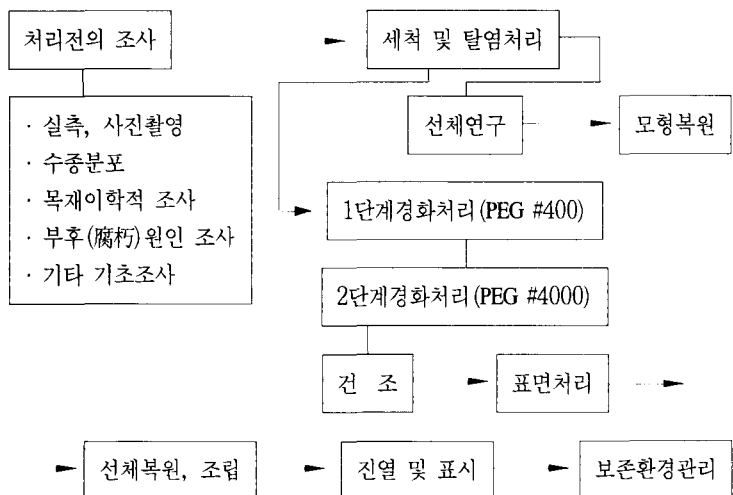 처리전의 조사
세척 및 탈염처리
· 실측, 사진촬영
· 수종분포
· 목재이학적 조사
· 부후(腐朽)원인 조사
· 기타 기초조사
선체연구
모형복원
1단계경화처리(PEG #400)
2단계경화처리(PEG #4000)
건 조
표면처리
선체복원, 조립
진열 및 표시
보존환경관리